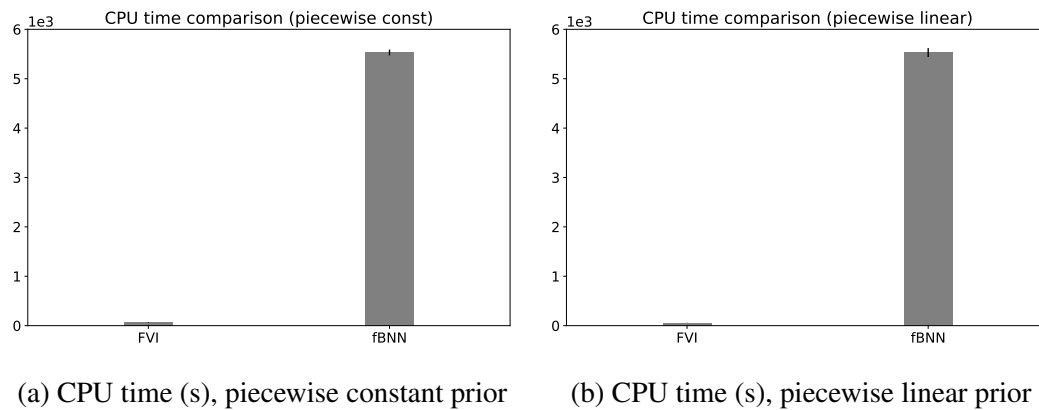 CPU time comparison (piecewise const)
1e3
6
5
4
3
2
1
0
FVI fBNN
CPU time comparison (piecewise linear)
1e3
6
5
4
3
2
1
0
FVI fBNN
(a) CPU time (s), piecewise constant prior
(b) CPU time (s), piecewise linear prior